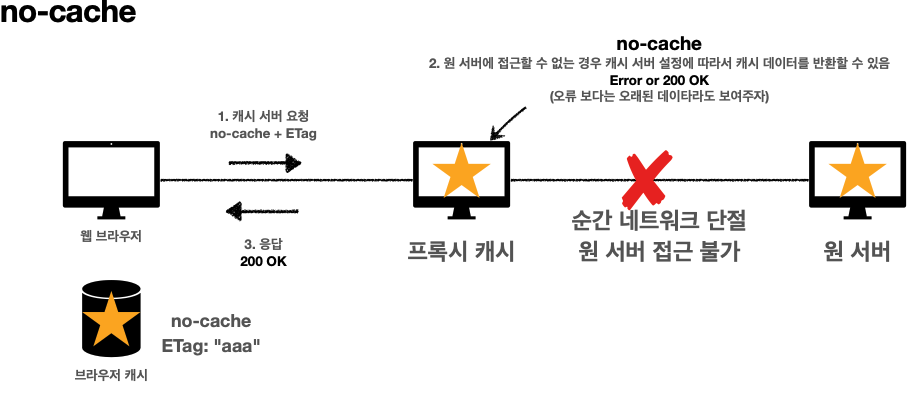 no-cache
no-cache
2. 원 서버에 접근할 수 없는 경우 캐시 서버 설정에 따라서 캐시 데이터를 반환할 수 있음
Error or 200 OK
(오류 보다는 오래된 데이타라도 보여주자)
1. 캐시 서버 요청
no-cache + ETag
웹 브라우저
3. 응답
200 OK
프록시 캐시
순간 네트워크 단절
원 서버 접근 불가
원 서버
no-cache
ETag: "aaa"
브라우저 캐시